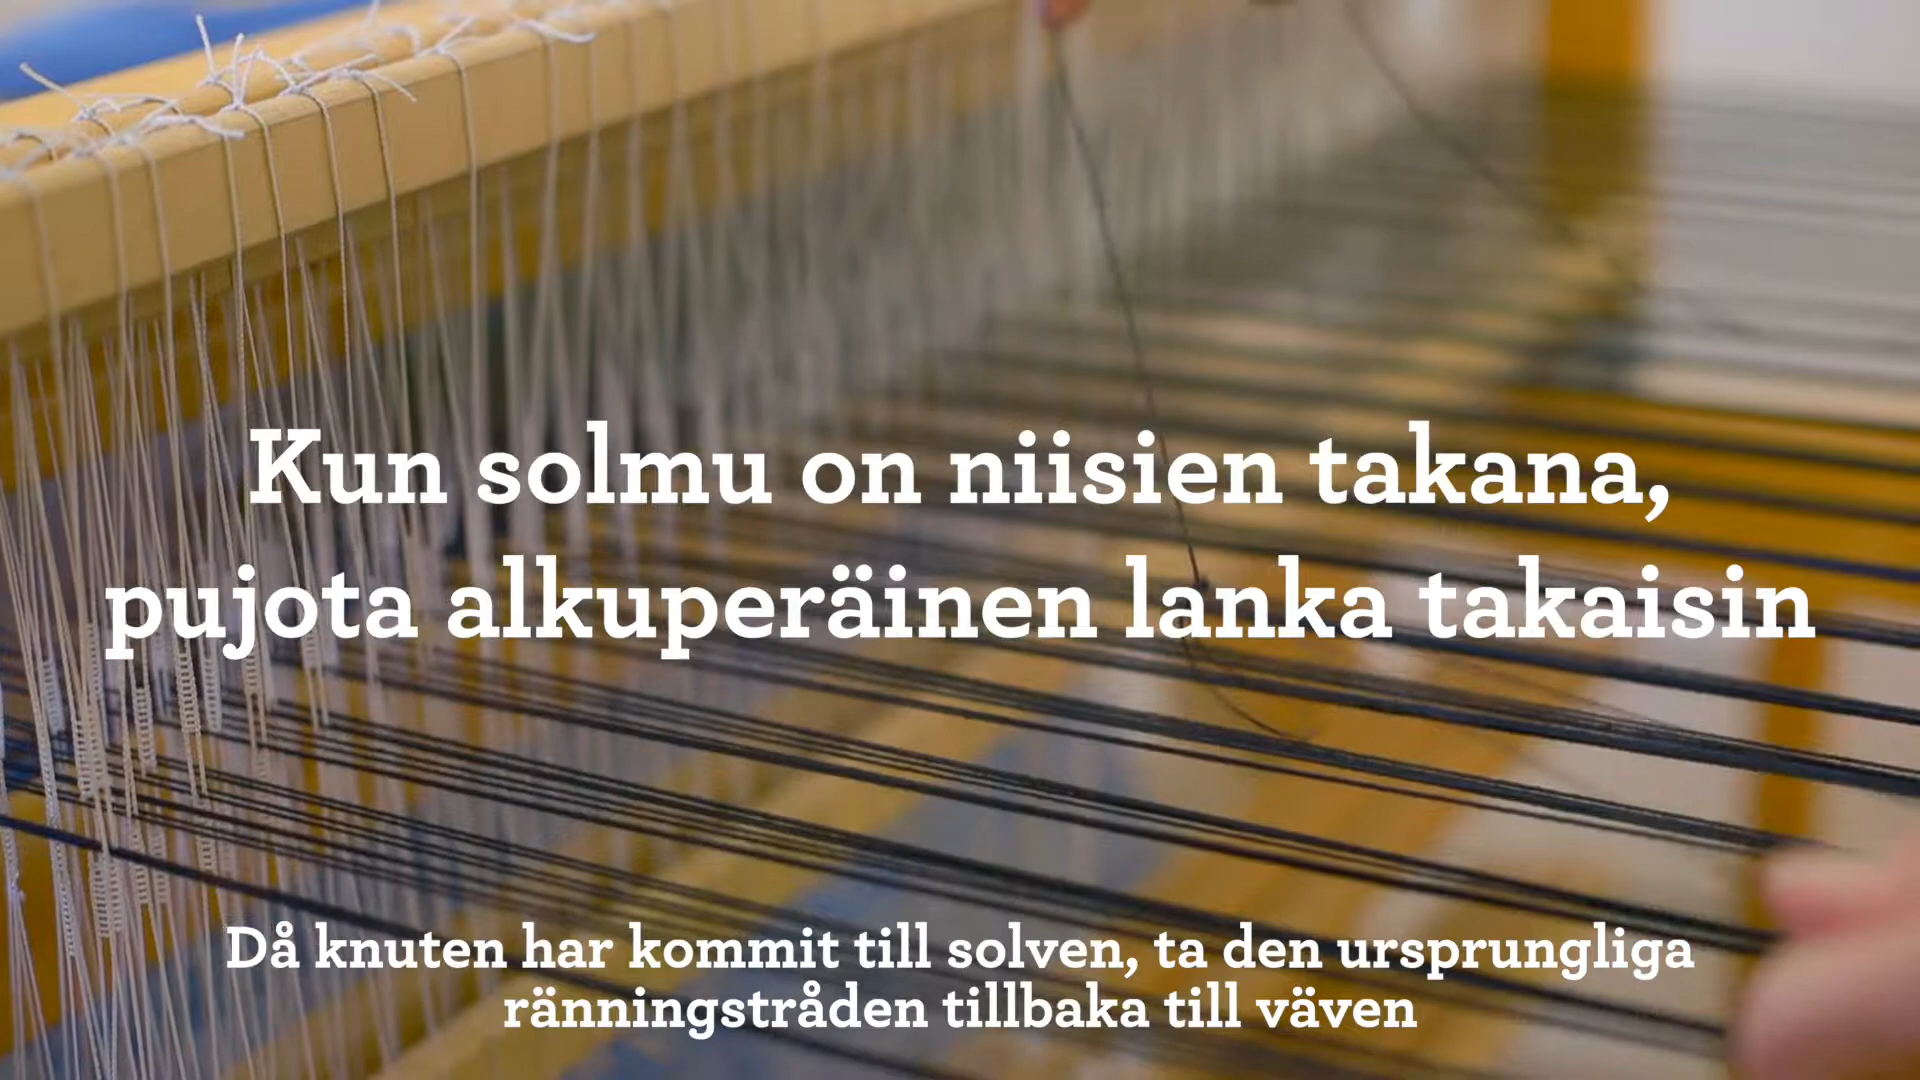 Kun solmu on niisien takana,
pujota alkuperäinen lanka takaisin
Då knuten har kommit till solven, ta den ursprungliga
ränningstråden tillbaka till väven